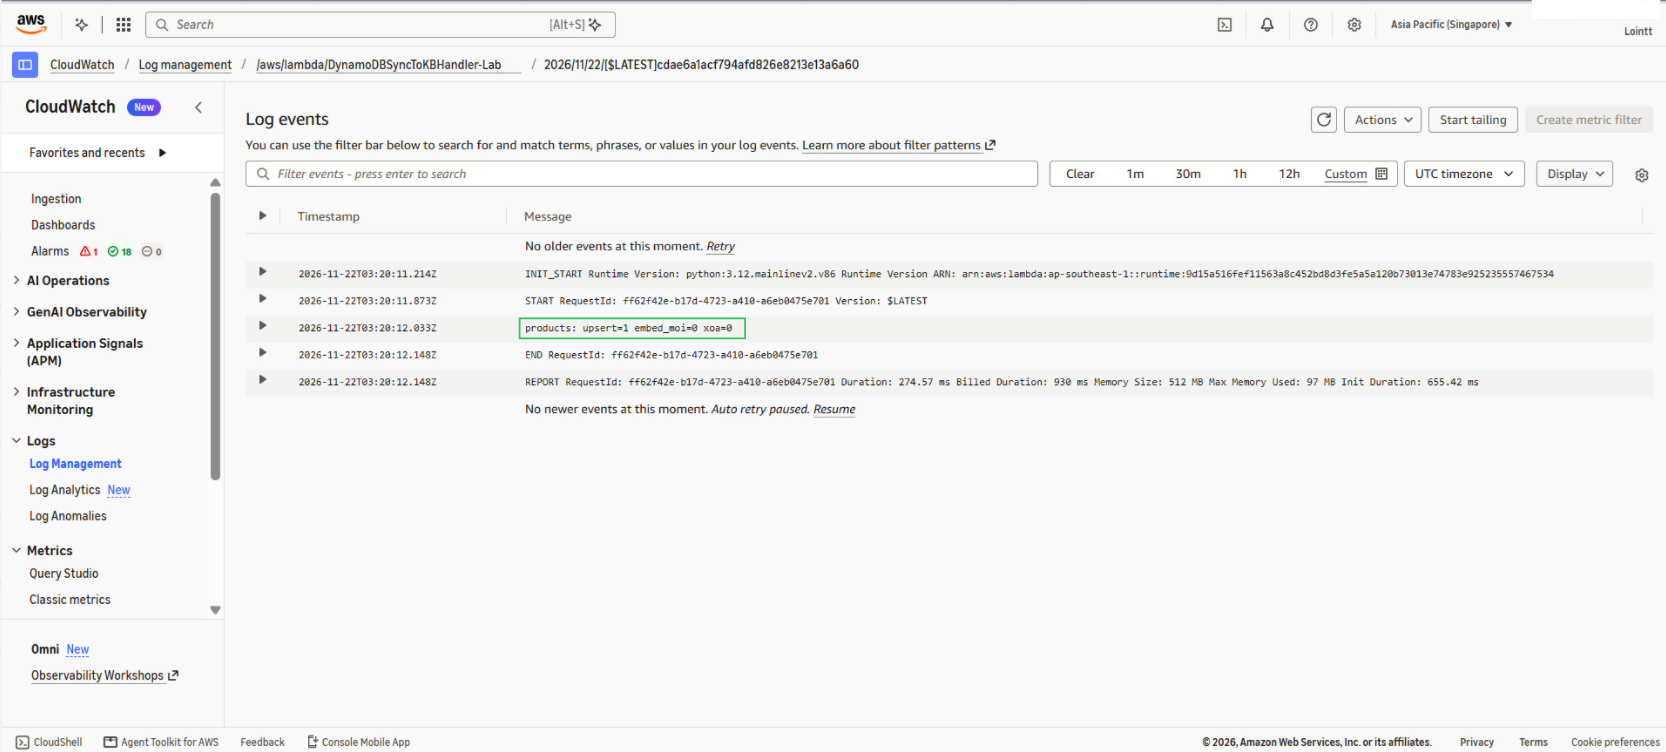 aws
Search [Alt+S]
Asia Pacific (Singapore)
Lointt
CloudWatch / Log management / /aws/lambda/DynamoDBSyncToKBHandler-Lab / 2026/11/22/[$LATEST]cdae6a1acf794afd826e8213e13a6a60
CloudWatch New
Favorites and recents
Ingestion
Dashboards
Alarms 1 18 0
AI Operations
GenAI Observability
Application Signals
(APM)
Infrastructure
Monitoring
Logs
Log Management
Log Analytics New
Log Anomalies
Metrics
Query Studio
Classic metrics
Omni New
Observability Workshops
Log events
Actions Start tailing Create metric filter
You can use the filter bar below to search for and match terms, phrases, or values in your log events. Learn more about filter patterns
Filter events - press enter to search
Clear 1m 30m 1h 12h Custom UTC timezone Display
Timestamp Message
No older events at this moment. Retry
2026-11-22T03:20:11.214Z INIT_START Runtime Version: python:3.12.mainlinev2.v86 Runtime Version ARN: arn:aws:lambda:ap-southeast-1::runtime:9d15a516fef11563a8c452bd8d3fe5a5a120b73013e74783e925235557467534
2026-11-22T03:20:11.873Z START RequestId: ff62f42e-b17d-4723-a410-a6eb0475e701 Version: $LATEST
2026-11-22T03:20:12.033Z products: upsert=1 embed_moi=0 xoa=0
2026-11-22T03:20:12.148Z END RequestId: ff62f42e-b17d-4723-a410-a6eb0475e701
2026-11-22T03:20:12.148Z REPORT RequestId: ff62f42e-b17d-4723-a410-a6eb0475e701 Duration: 274.57 ms Billed Duration: 930 ms Memory Size: 512 MB Max Memory Used: 97 MB Init Duration: 655.42 ms
No newer events at this moment. Auto retry paused. Resume
CloudShell Agent Toolkit for AWS Feedback Console Mobile App
© 2026, Amazon Web Services, Inc. or its affiliates. Privacy Terms Cookie preferences